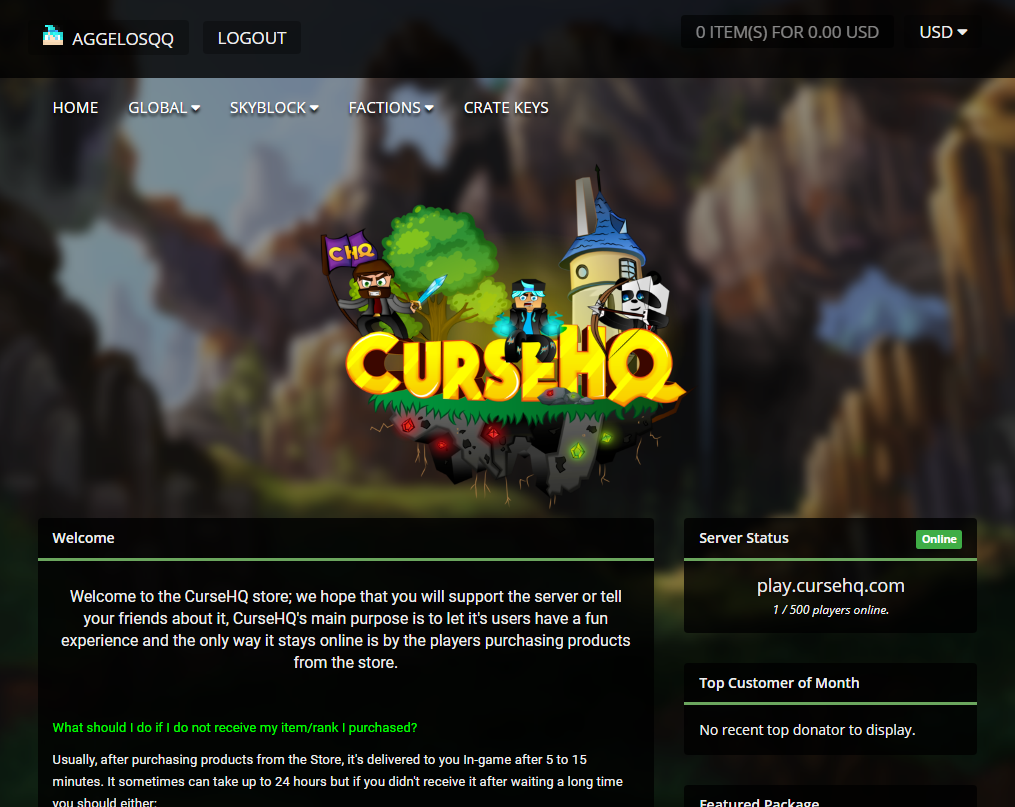 AGGELOSQQ LOGOUT 0 ITEM(S) FOR 0.00 USD USD
HOME GLOBAL SKYBLOCK FACTIONS CRATE KEYS
CHQ
CURSEHQ
Welcome
Welcome to the CurseHQ store; we hope that you will support the server or tell
your friends about it, CurseHQ's main purpose is to let it's users have a fun
experience and the only way it stays online is by the players purchasing products
from the store.
What should I do if I do not receive my item/rank I purchased?
Usually, after purchasing products from the Store, it's delivered to you In-game after 5 to 15
minutes. It sometimes can take up to 24 hours but if you didn't receive it after waiting a long time
you should either:
Server Status Online
play.cursehq.com
1 / 500 players online.
Top Customer of Month
No recent top donator to display.
Featured Package